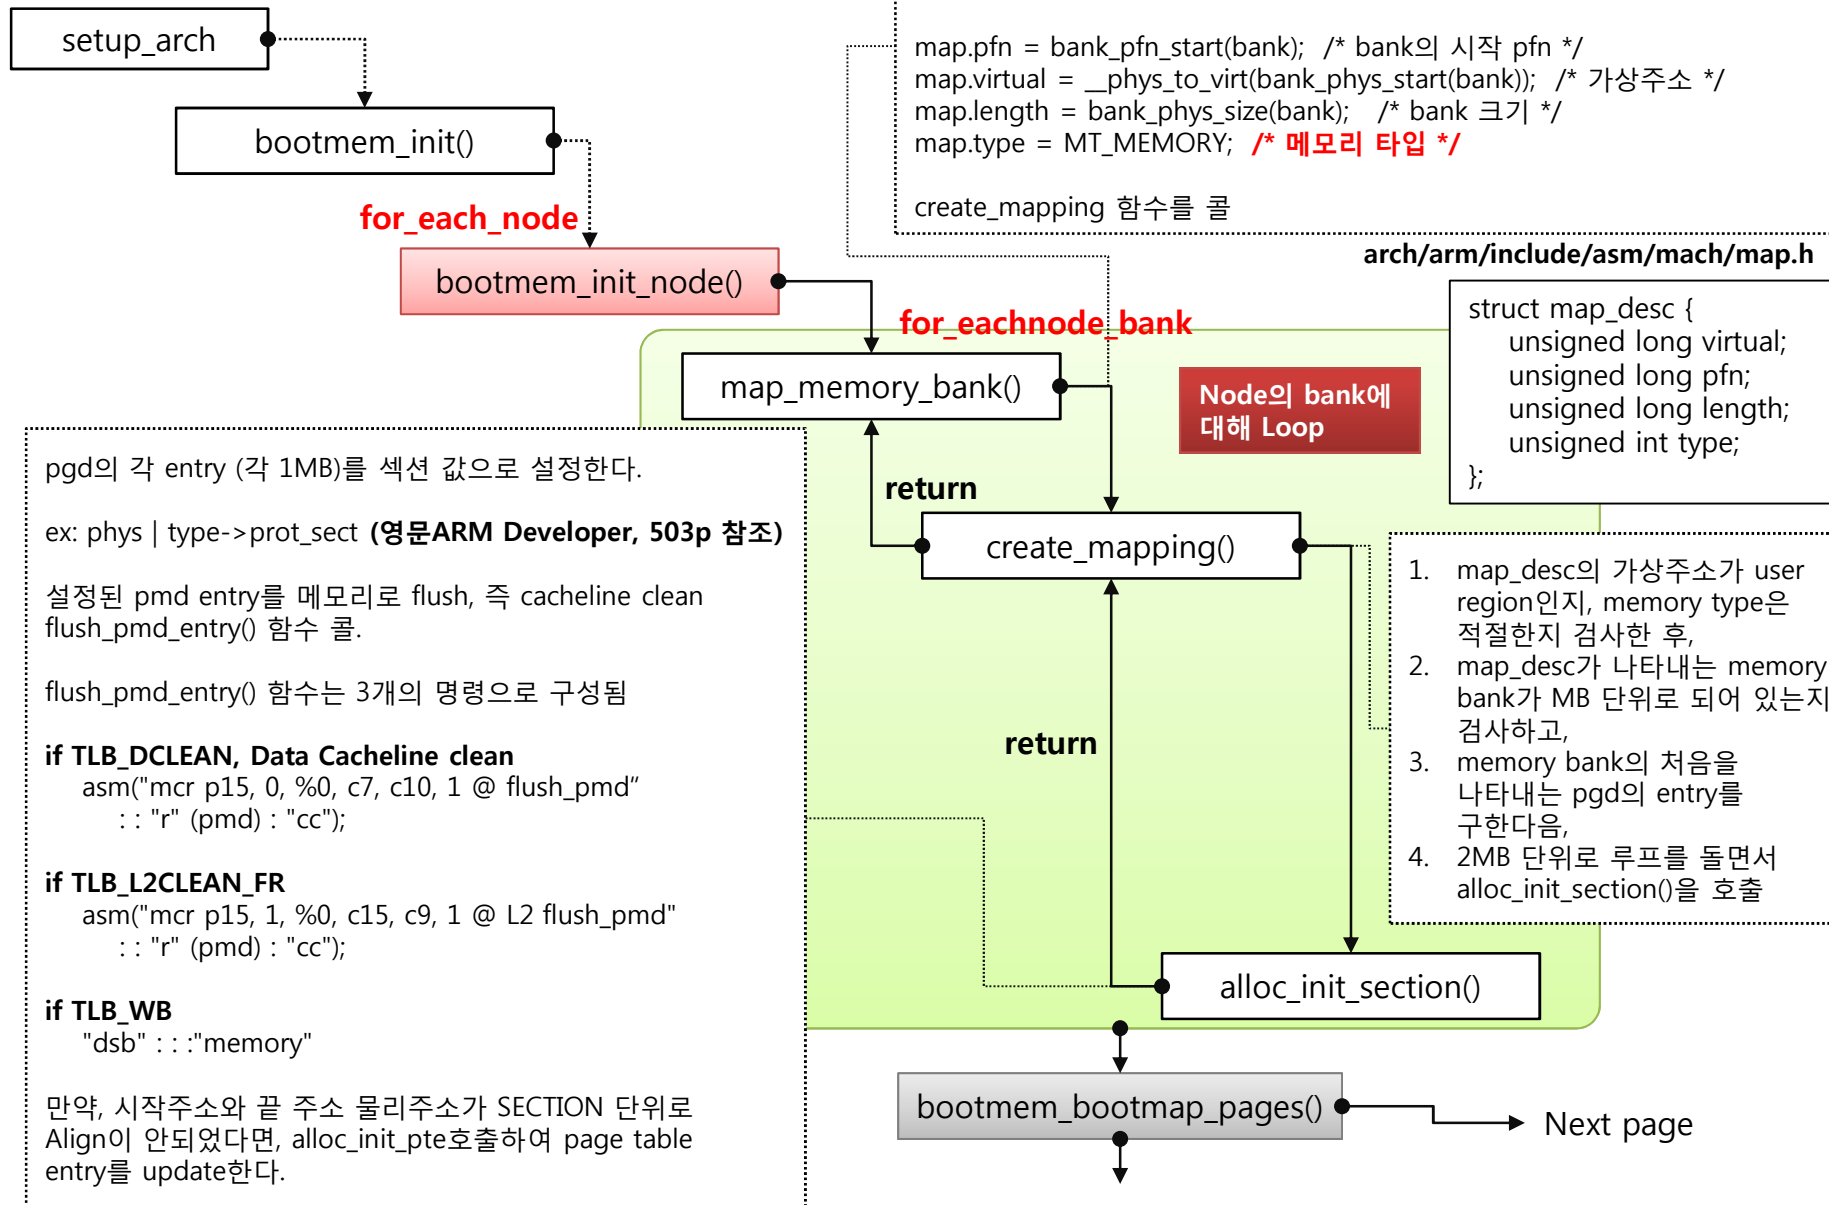 setup_arch
bootmem_init()
for_each_node
bootmem_init_node()
map.pfn = bank_pfn_start(bank);  /* bank의 시작 pfn */
map.virtual = __phys_to_virt(bank_phys_start(bank));  /* 가상주소 */
map.length = bank_phys_size(bank);   /* bank 크기 */
map.type = MT_MEMORY;  /* 메모리 타입 */
create_mapping 함수를 콜
arch/arm/include/asm/mach/map.h
struct map_desc {
unsigned long virtual;
unsigned long pfn;
unsigned long length;
unsigned int type;
};
for_eachnode_bank
map_memory_bank()
Node의 bank에
대해 Loop
return
create_mapping()
1. map_desc의 가상주소가 user
region인지, memory type은
적절한지 검사한 후,
2. map_desc가 나타내는 memory
bank가 MB 단위로 되어 있는지
검사하고,
3. memory bank의 처음을
나타내는 pgd의 entry를
구한다음,
4. 2MB 단위로 루프를 돌면서
alloc_init_section()을 호출
return
alloc_init_section()
pgd의 각 entry (각 1MB)를 섹션 값으로 설정한다.
ex: phys | type->prot_sect (영문ARM Developer, 503p 참조)
설정된 pmd entry를 메모리로 flush, 즉 cacheline clean
flush_pmd_entry() 함수 콜.
flush_pmd_entry() 함수는 3개의 명령으로 구성됨
if TLB_DCLEAN, Data Cacheline clean
asm("mcr p15, 0, %0, c7, c10, 1 @ flush_pmd“
: : "r" (pmd) : "cc");
if TLB_L2CLEAN_FR
asm("mcr p15, 1, %0, c15, c9, 1 @ L2 flush_pmd"
: : "r" (pmd) : "cc");
if TLB_WB
"dsb" : : :"memory"
만약, 시작주소와 끝 주소 물리주소가 SECTION 단위로
Align이 안되었다면, alloc_init_pte호출하여 page table
entry를 update한다.
bootmem_bootmap_pages()
Next page